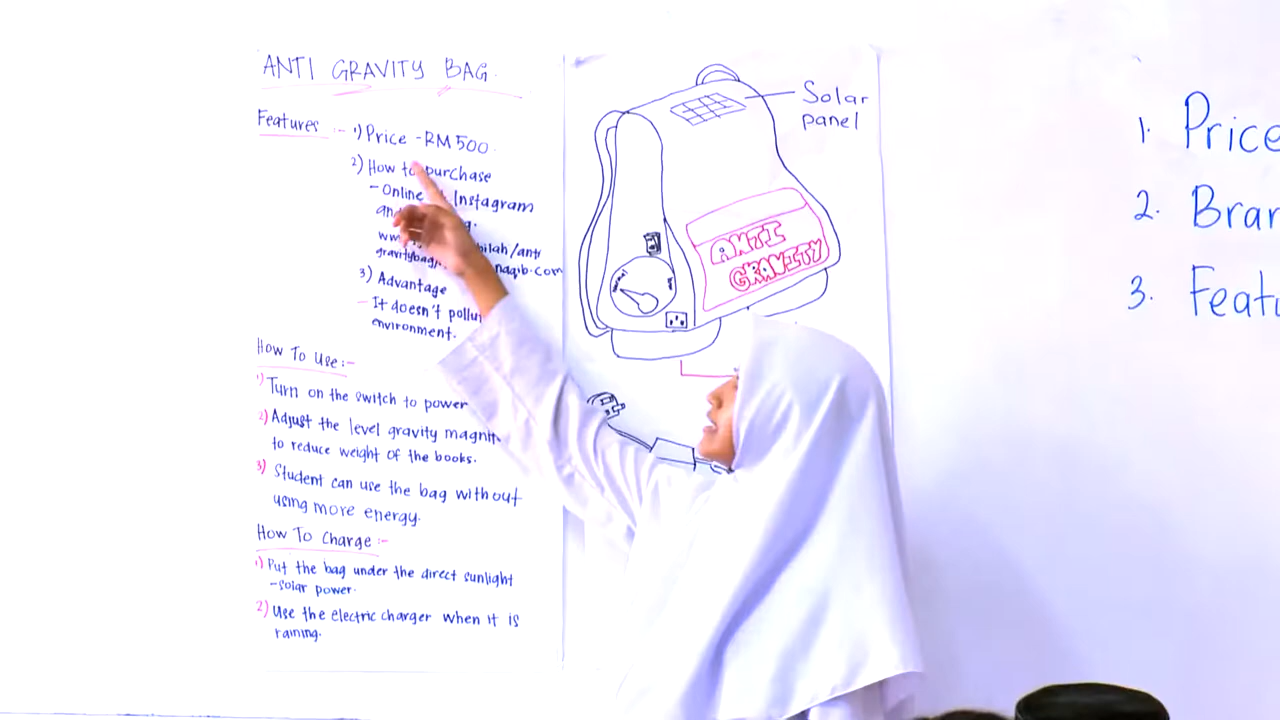 ANTI GRAVITY BAG
Features :- 1) Price - RM 500
2) How to purchase
- Online Instagram
gravitybag/ naqib.com
3) Advantage
- It doesn't
environment.
How To Use :-
1) Turn on the switch to power
2) Adjust the level gravity
to reduce weight of the books.
3) Student can use the bag without
using more energy.
How To Charge :-
1) Put the bag under the direct sunlight
- solar power.
2) Use the electric charger when it is
raining.
Solar
panel
ANTI
GRAVITY
1. Price
2.
3.